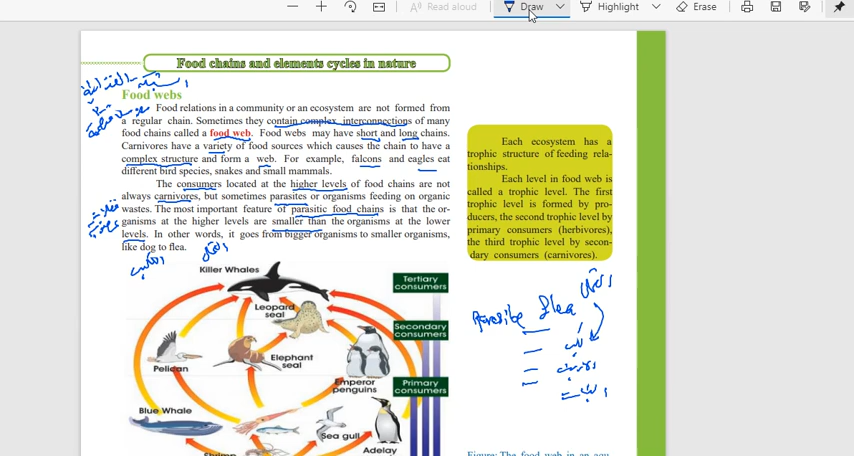 Read aloud
Draw
Highlight
Erase
Food chains and elements cycles in nature
Food webs
Food relations in a community or an ecosystem are not formed from
a regular chain. Sometimes they contain complex interconnections of many
food chains called a food web. Food webs may have short and long chains.
Carnivores have a variety of food sources which causes the chain to have a
complex structure and form a web. For example, falcons and eagles eat
different bird species, snakes and small mammals.
The consumers located at the higher levels of food chains are not
always carnivores, but sometimes parasites or organisms feeding on organic
wastes. The most important feature of parasitic food chains is that the or-
ganisms at the higher levels are smaller than the organisms at the lower
levels. In other words, it goes from bigger organisms to smaller organisms,
like dog to flea.
Each ecosystem has a
trophic structure of feeding rela-
tionships.
Each level in food web is
called a trophic level. The first
trophic level is formed by pro-
ducers, the second trophic level by
primary consumers (herbivores),
the third trophic level by secon-
dary consumers (carnivores).
Parasite flea
Killer Whales
Tertiary
consumers
Leopard
seal
Secondary
consumers
Pelican
Elephant
seal
Emperor
penguins
Primary
consumers
Blue Whale
Sea gull
Adelay
Shrimp
Figure: The food web in an aqu-